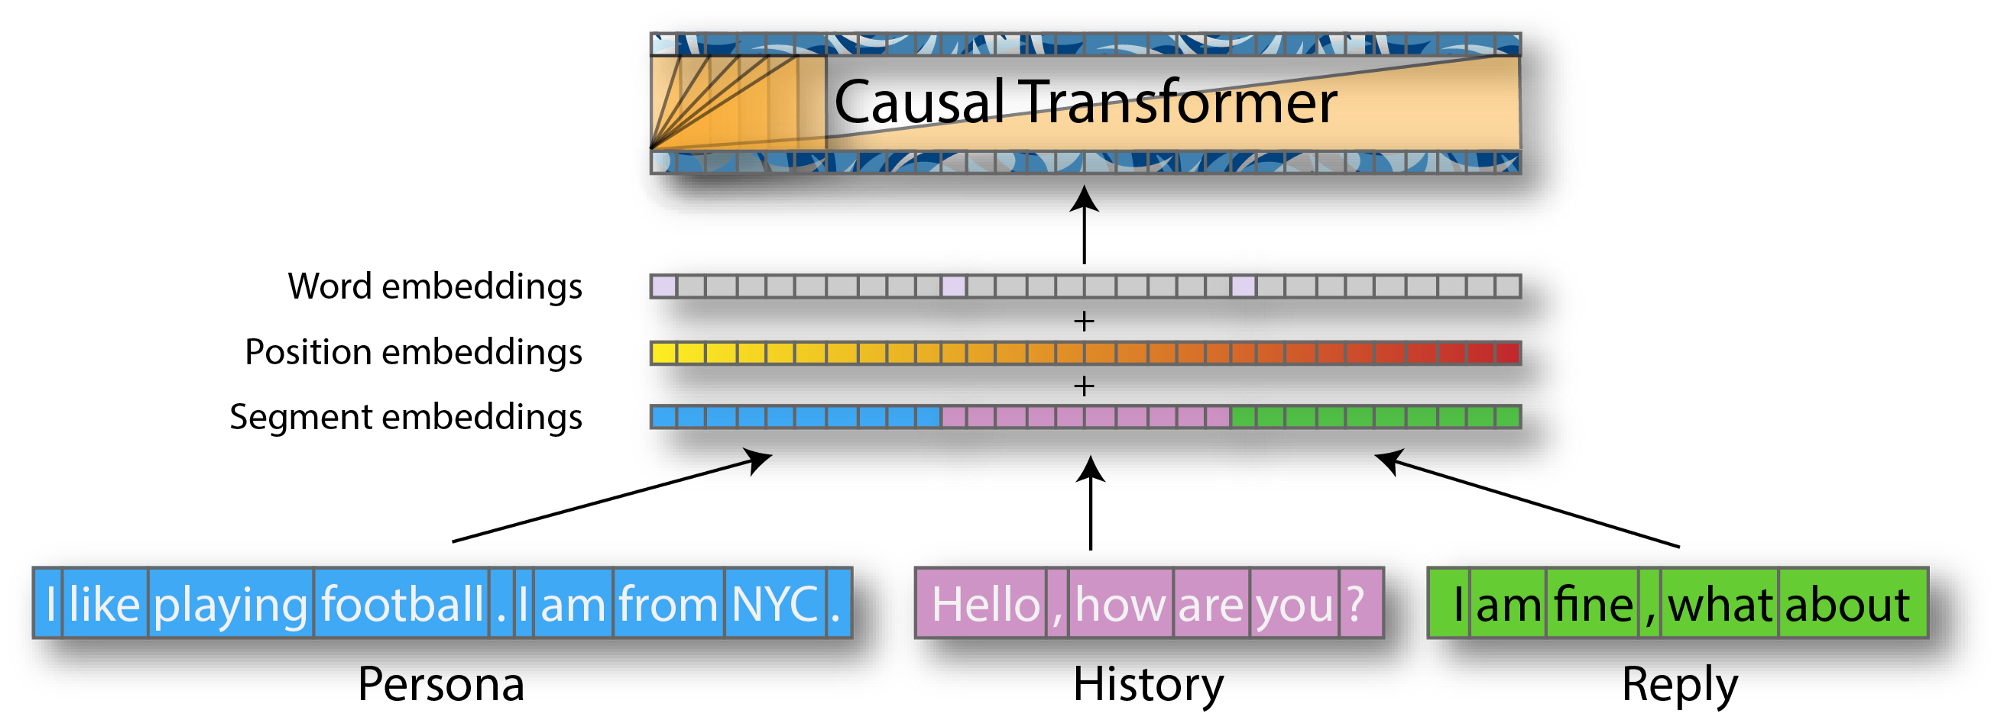 Causal Transformer
Word embeddings
+
Position embeddings
+
Segment embeddings
I like playing football . I am from NYC .
Hello , how are you ?
I am fine , what about
Persona
History
Reply